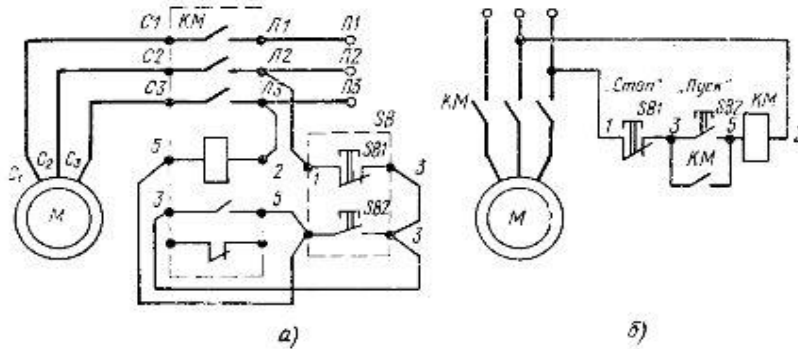 С1 КМ Л1 Л1
С2 Л2 Л2
С3 Л3 Л3
SB
5 2 1 SB1 3
3 5 SB2 3
С1 С2 С3
М
а)
КМ
"Стоп" "Пуск" КМ
SB1 SB2
1 3 5 2
КМ
М
б)